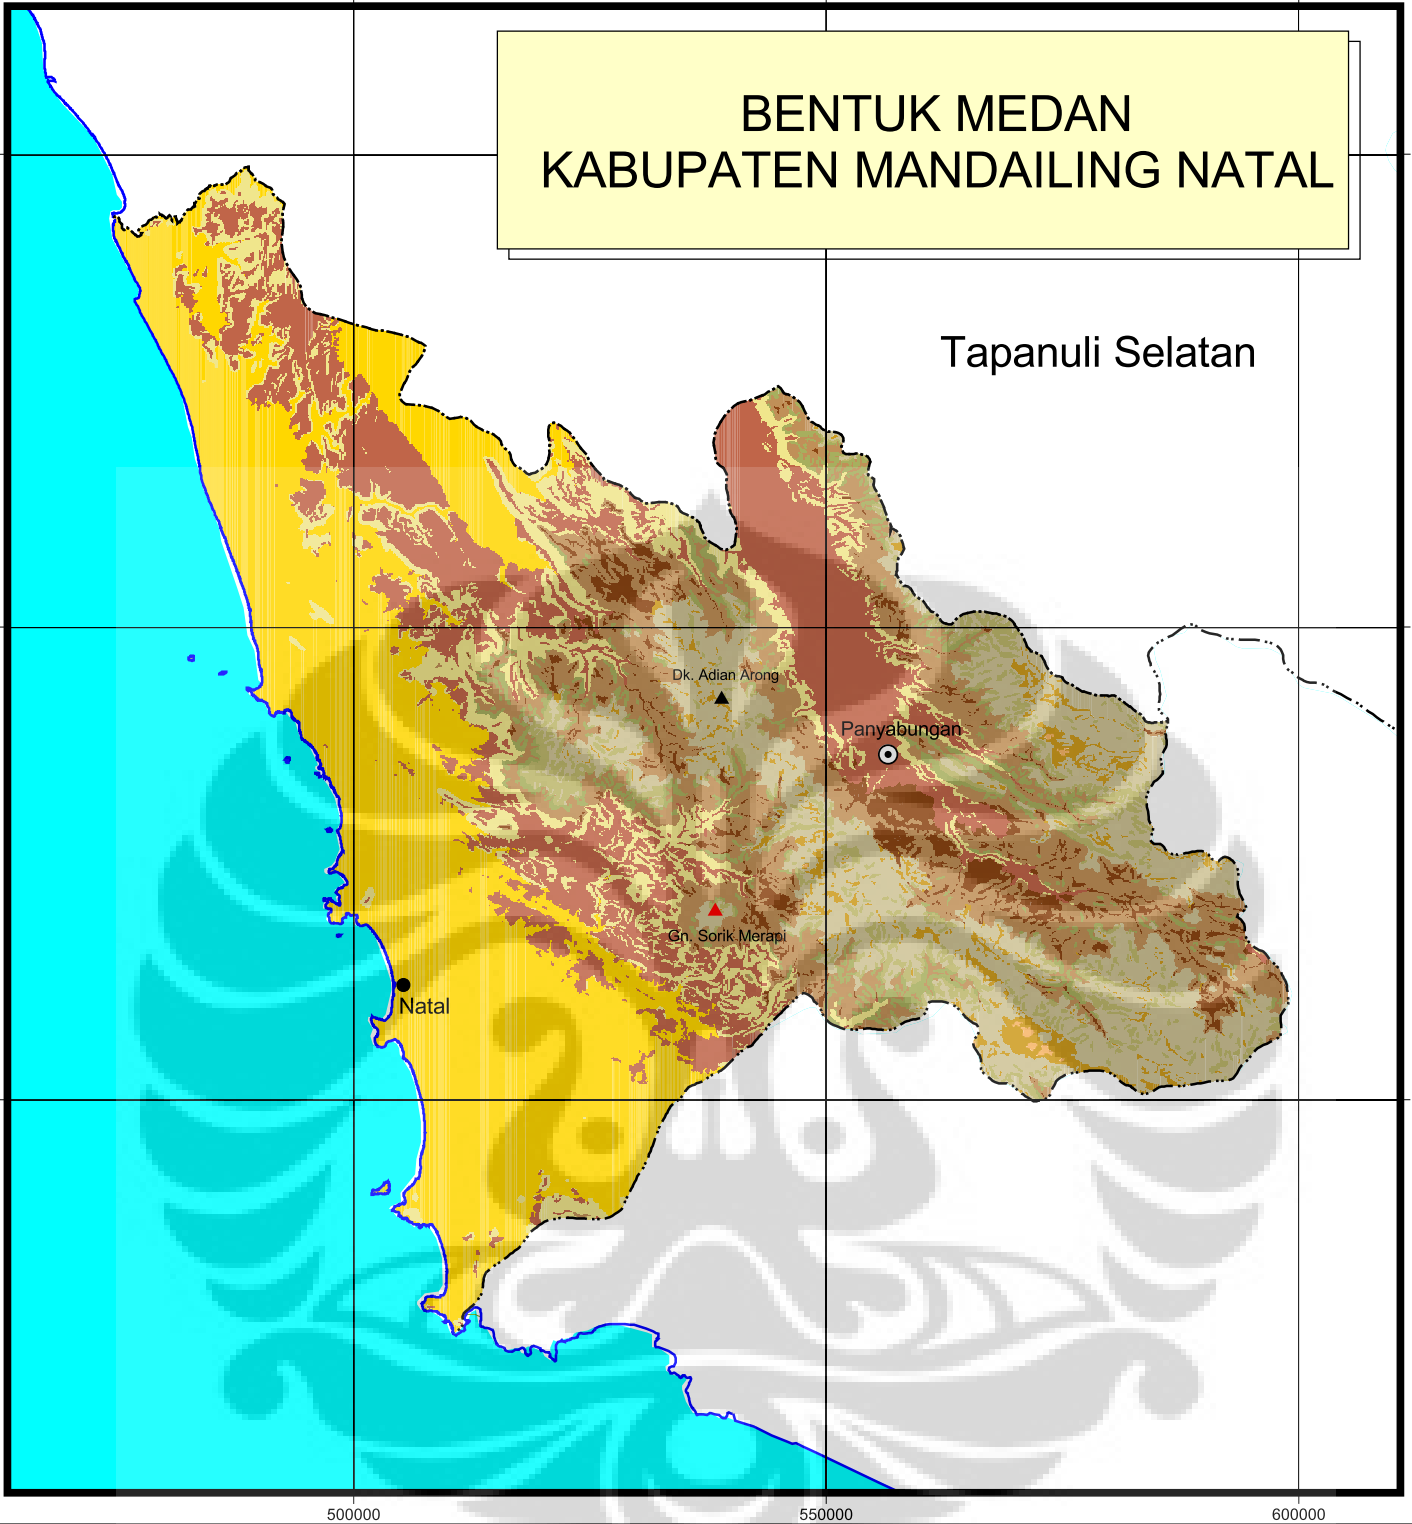 BENTUK MEDAN
KABUPATEN MANDAILING NATAL
Tapanuli Selatan
Dk. Adian Arong
Panyabungan
Gn. Sorik Merapi
Natal
500000
550000
600000